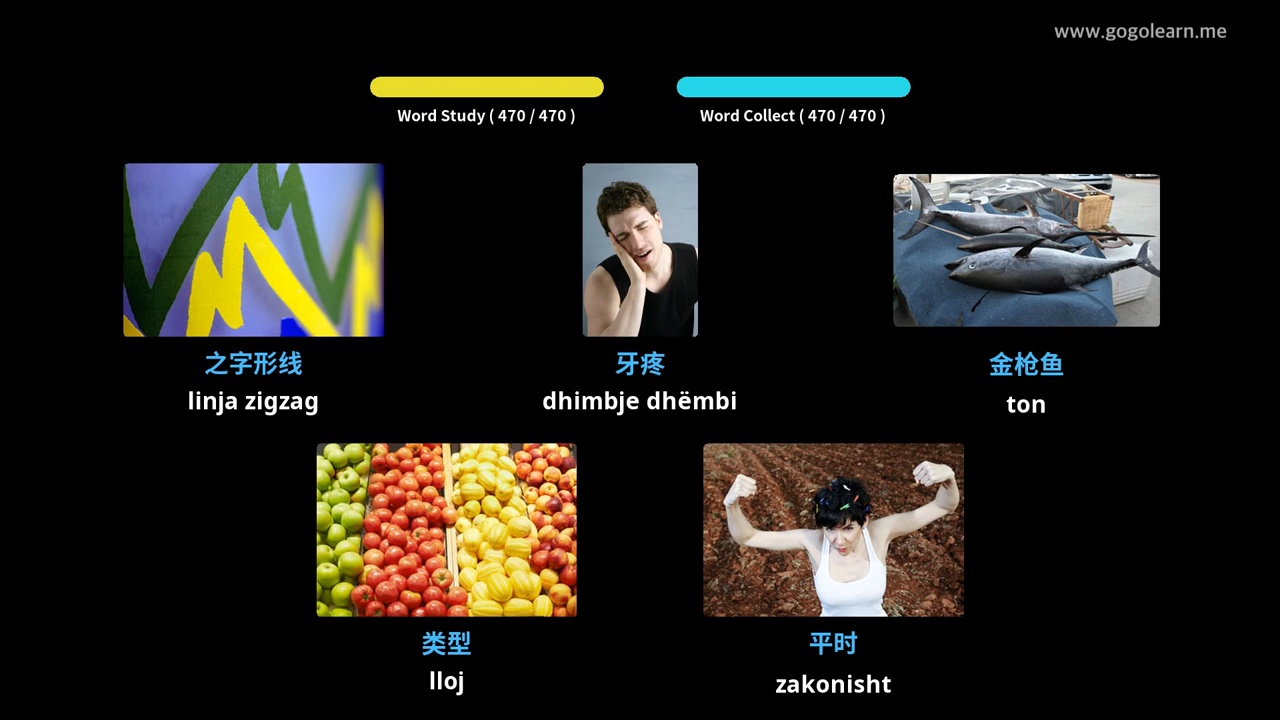 www.gogolearn.me
Word Study ( 470 / 470 )
Word Collect ( 470 / 470 )
之字形线
linja zigzag
牙疼
dhimbje dhëmbi
金枪鱼
ton
类型
lloj
平时
zakonisht